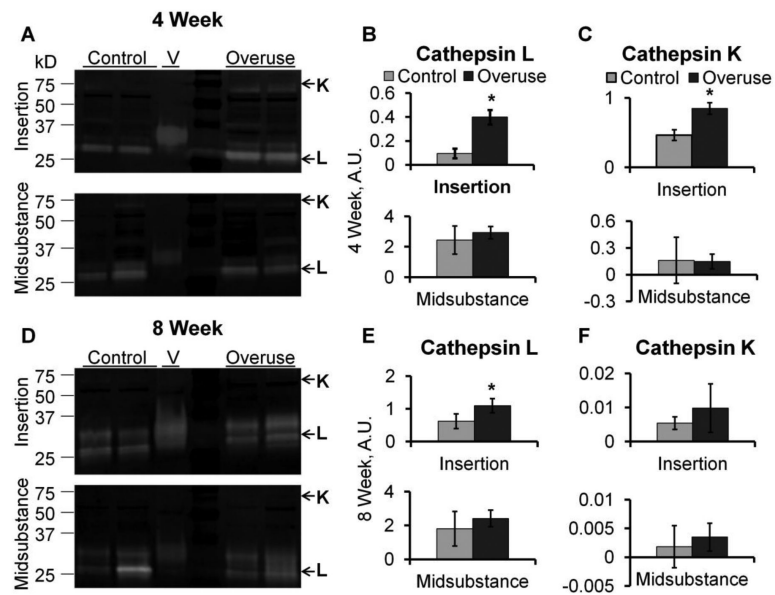 4 Week
A
Control V Overuse
kD
75
50
37
25
K
L
Insertion
75
50
37
25
K
L
Midsubstance
B
Cathepsin L
Control Overuse
0.6
0.4
0.2
0
*
Insertion
4
2
0
Midsubstance
4 Week, A.U.
C
Cathepsin K
Control Overuse
1
0
*
Insertion
0.6
0.3
0
-0.3
Midsubstance
8 Week
D
Control V Overuse
75
50
37
25
K
L
Insertion
75
50
37
25
K
L
Midsubstance
E
Cathepsin L
2
1
0
*
Insertion
4
2
0
Midsubstance
8 Week, A.U.
F
Cathepsin K
0.02
0.01
0
Insertion
0.01
0.005
0
-0.005
Midsubstance